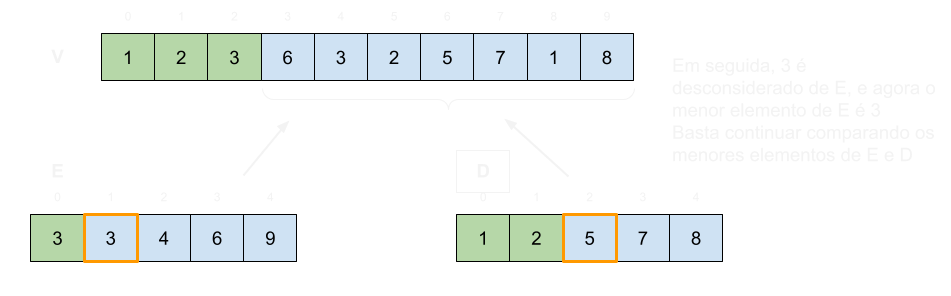 0 1 2 3 4 5 6 7 8 9
V 1 2 3 6 3 2 5 7 1 8
Em seguida, 3 é
desconsiderado de E, e agora o
menor elemento de E é 3
Basta continuar comparando os
menores elementos de E e D
E
0 1 2 3 4
3 3 4 6 9
D
0 1 2 3 4
1 2 5 7 8